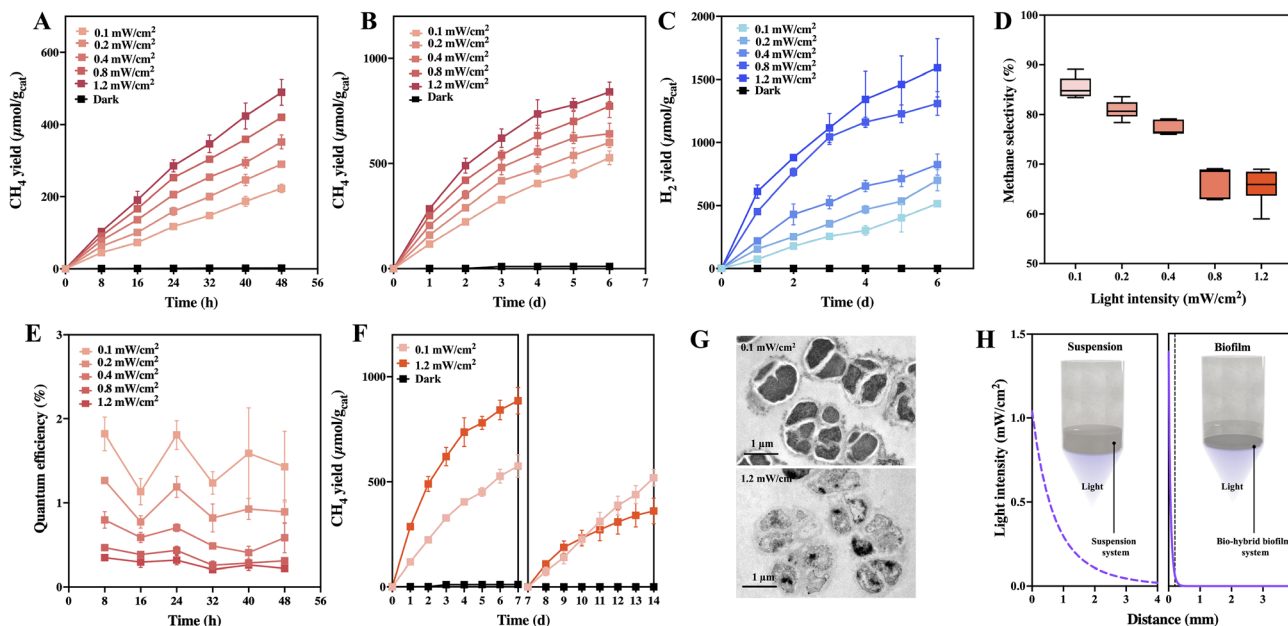 A
CH₄ yield (μmol/g_cat)
600
400
200
0
0.1 mW/cm²
0.2 mW/cm²
0.4 mW/cm²
0.8 mW/cm²
1.2 mW/cm²
Dark
0 8 16 24 32 40 48 56
Time (h)
B
CH₄ yield (μmol/g_cat)
1000
500
0
0.1 mW/cm²
0.2 mW/cm²
0.4 mW/cm²
0.8 mW/cm²
1.2 mW/cm²
Dark
0 1 2 3 4 5 6 7
Time (d)
C
H₂ yield (μmol/g_cat)
2000
1500
1000
500
0
0.1 mW/cm²
0.2 mW/cm²
0.4 mW/cm²
0.8 mW/cm²
1.2 mW/cm²
Dark
0 2 4 6
Time (d)
D
Methane selectivity (%)
100
90
80
70
60
50
0.1 0.2 0.4 0.8 1.2
Light intensity (mW/cm²)
E
Quantum efficiency (%)
3
2
1
0
0.1 mW/cm²
0.2 mW/cm²
0.4 mW/cm²
0.8 mW/cm²
1.2 mW/cm²
0 8 16 24 32 40 48 56
Time (h)
F
CH₄ yield (μmol/g_cat)
1000
500
0
0.1 mW/cm²
1.2 mW/cm²
Dark
0 1 2 3 4 5 6 7 7 8 9 10 11 12 13 14
Time (d)
G
0.1 mW/cm²
1 μm
1.2 mW/cm²
1 μm
H
Light intensity (mW/cm²)
1.5
1.0
0.5
0.0
Suspension
Light
Suspension
system
Biofilm
Light
Bio-hybrid biofilm
system
0 1 2 3 4 0 1 2 3
Distance (mm)